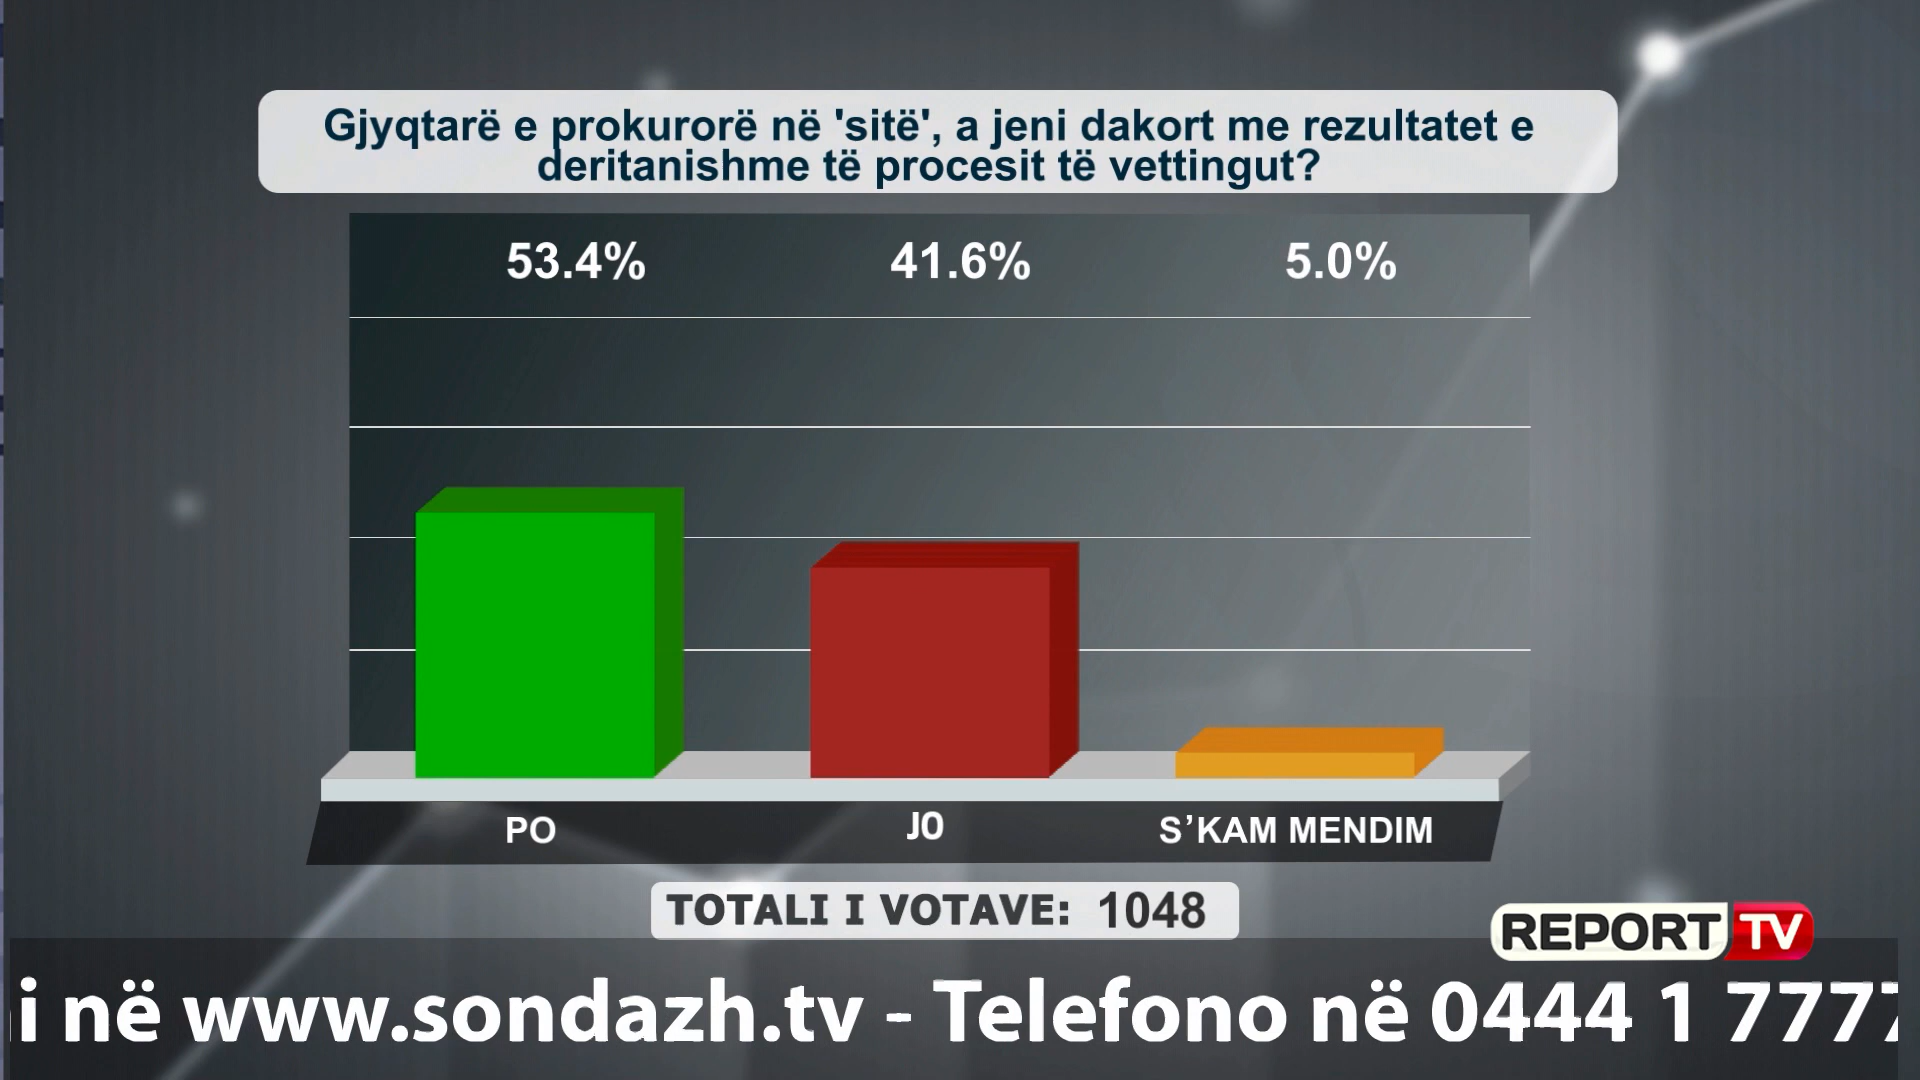 Gjyqtarë e prokurorë në 'sitë', a jeni dakort me rezultatet e
deritanishme të procesit të vettingut?
53.4% 41.6% 5.0%
PO JO S’KAM MENDIM
TOTALI I VOTAVE: 1048
REPORT TV
i në www.sondazh.tv - Telefono në 0444 1 7777